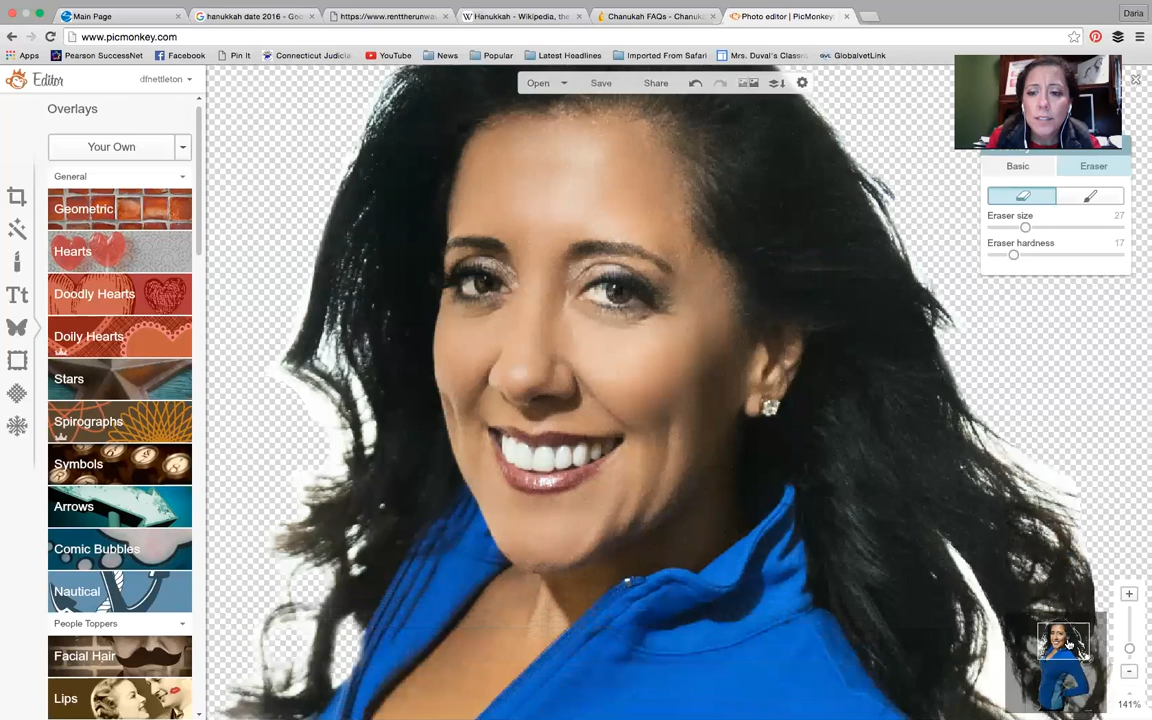 Main Page
hanukkah date 2016 - Goo
https://www.renttherunwa
Hanukkah - Wikipedia, the
Chanukah FAQs - Chanuka
Photo editor | PicMonkey:
Daria
www.picmonkey.com
Apps
Pearson SuccessNet
Facebook
Pin It
Connecticut Judicia
YouTube
News
Popular
Latest Headlines
Imported From Safari
Mrs. Duval's Classro
GlobalvetLink
Editor
dfnettleton
Open
Save
Share
Overlays
Your Own
General
Geometric
Hearts
Doodly Hearts
Doily Hearts
Stars
Spirographs
Symbols
Arrows
Comic Bubbles
Nautical
People Toppers
Facial Hair
Lips
Tt
Basic
Eraser
Eraser size
27
Eraser hardness
17
141%